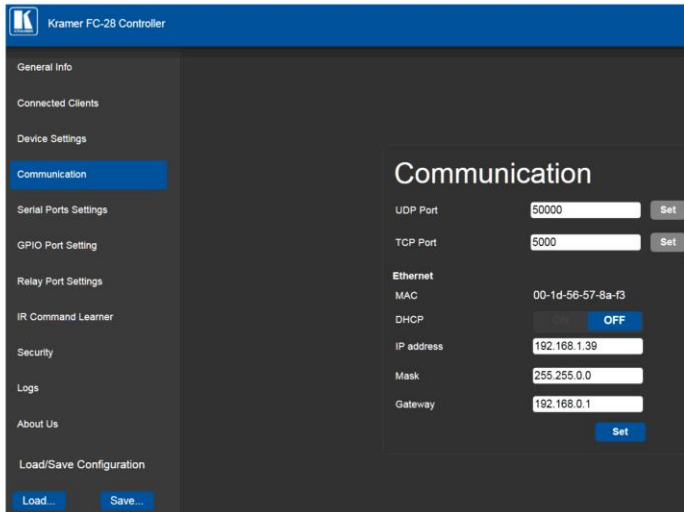 Kramer FC-28 Controller
General Info
Connected Clients
Device Settings
Communication
Serial Ports Settings
GPIO Port Setting
Relay Port Settings
IR Command Learner
Security
Logs
About Us
Load/Save Configuration
Load... Save...
Communication
UDP Port 50000 Set
TCP Port 5000 Set
Ethernet
MAC 00-1d-56-57-8a-f3
DHCP ON OFF
IP address 192.168.1.39
Mask 255.255.0.0
Gateway 192.168.0.1
Set